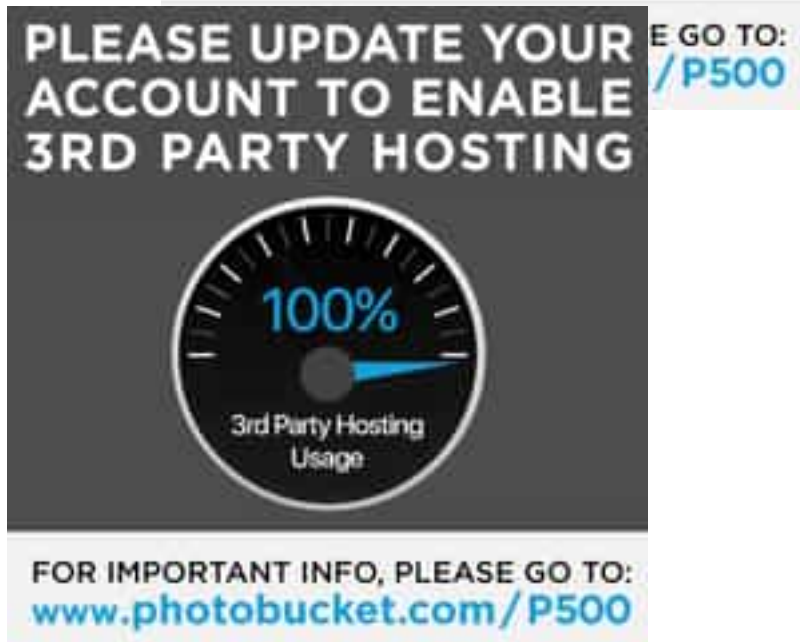 PLEASE UPDATE YOUR
ACCOUNT TO ENABLE
3RD PARTY HOSTING
100%
3rd Party Hosting
Usage
FOR IMPORTANT INFO, PLEASE GO TO:
www.photobucket.com/P500
E GO TO:
/P500